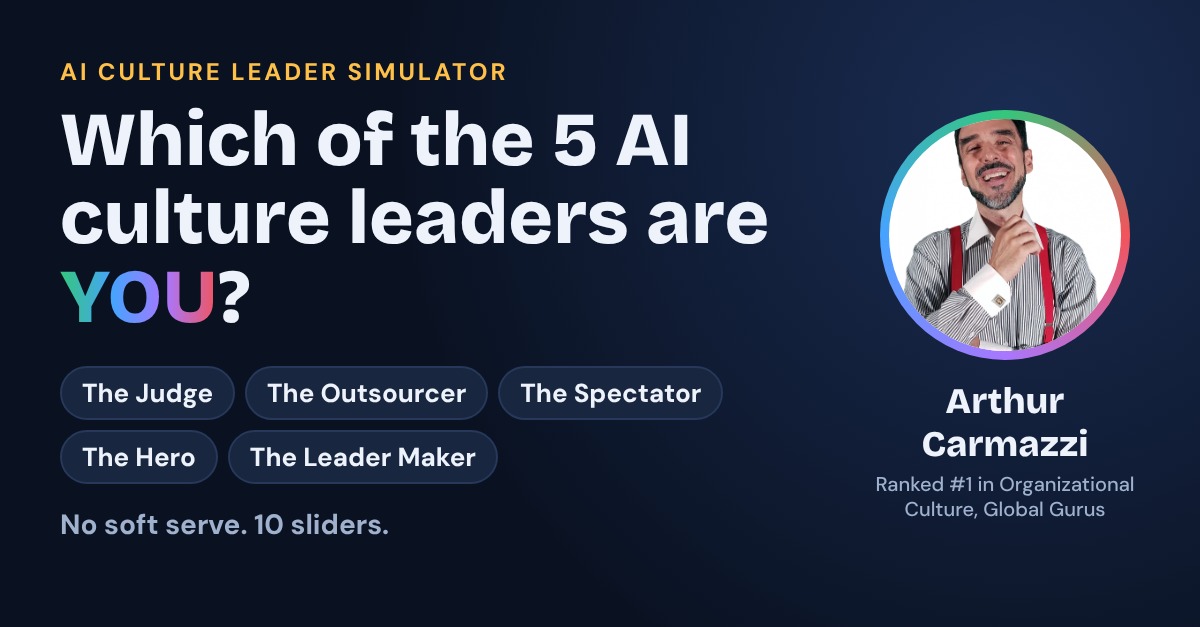 AI CULTURE LEADER SIMULATOR
Which of the 5 AI
culture leaders are
YOU?
The Judge
The Outsourcer
The Spectator
The Hero
The Leader Maker
No soft serve. 10 sliders.
Arthur
Carmazzi
Ranked #1 in Organizational
Culture, Global Gurus